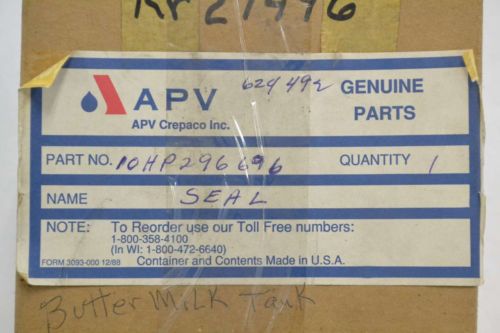 APV
APV Crepaco Inc.
GENUINE
PARTS
PART NO. 10HP296696
QUANTITY 1
NAME SEAL
NOTE: To Reorder use our Toll Free numbers:
1-800-358-4100
(In WI: 1-800-472-6640)
FORM 3093-000 12/88
Container and Contents Made in U.S.A.
Butter Milk Tank